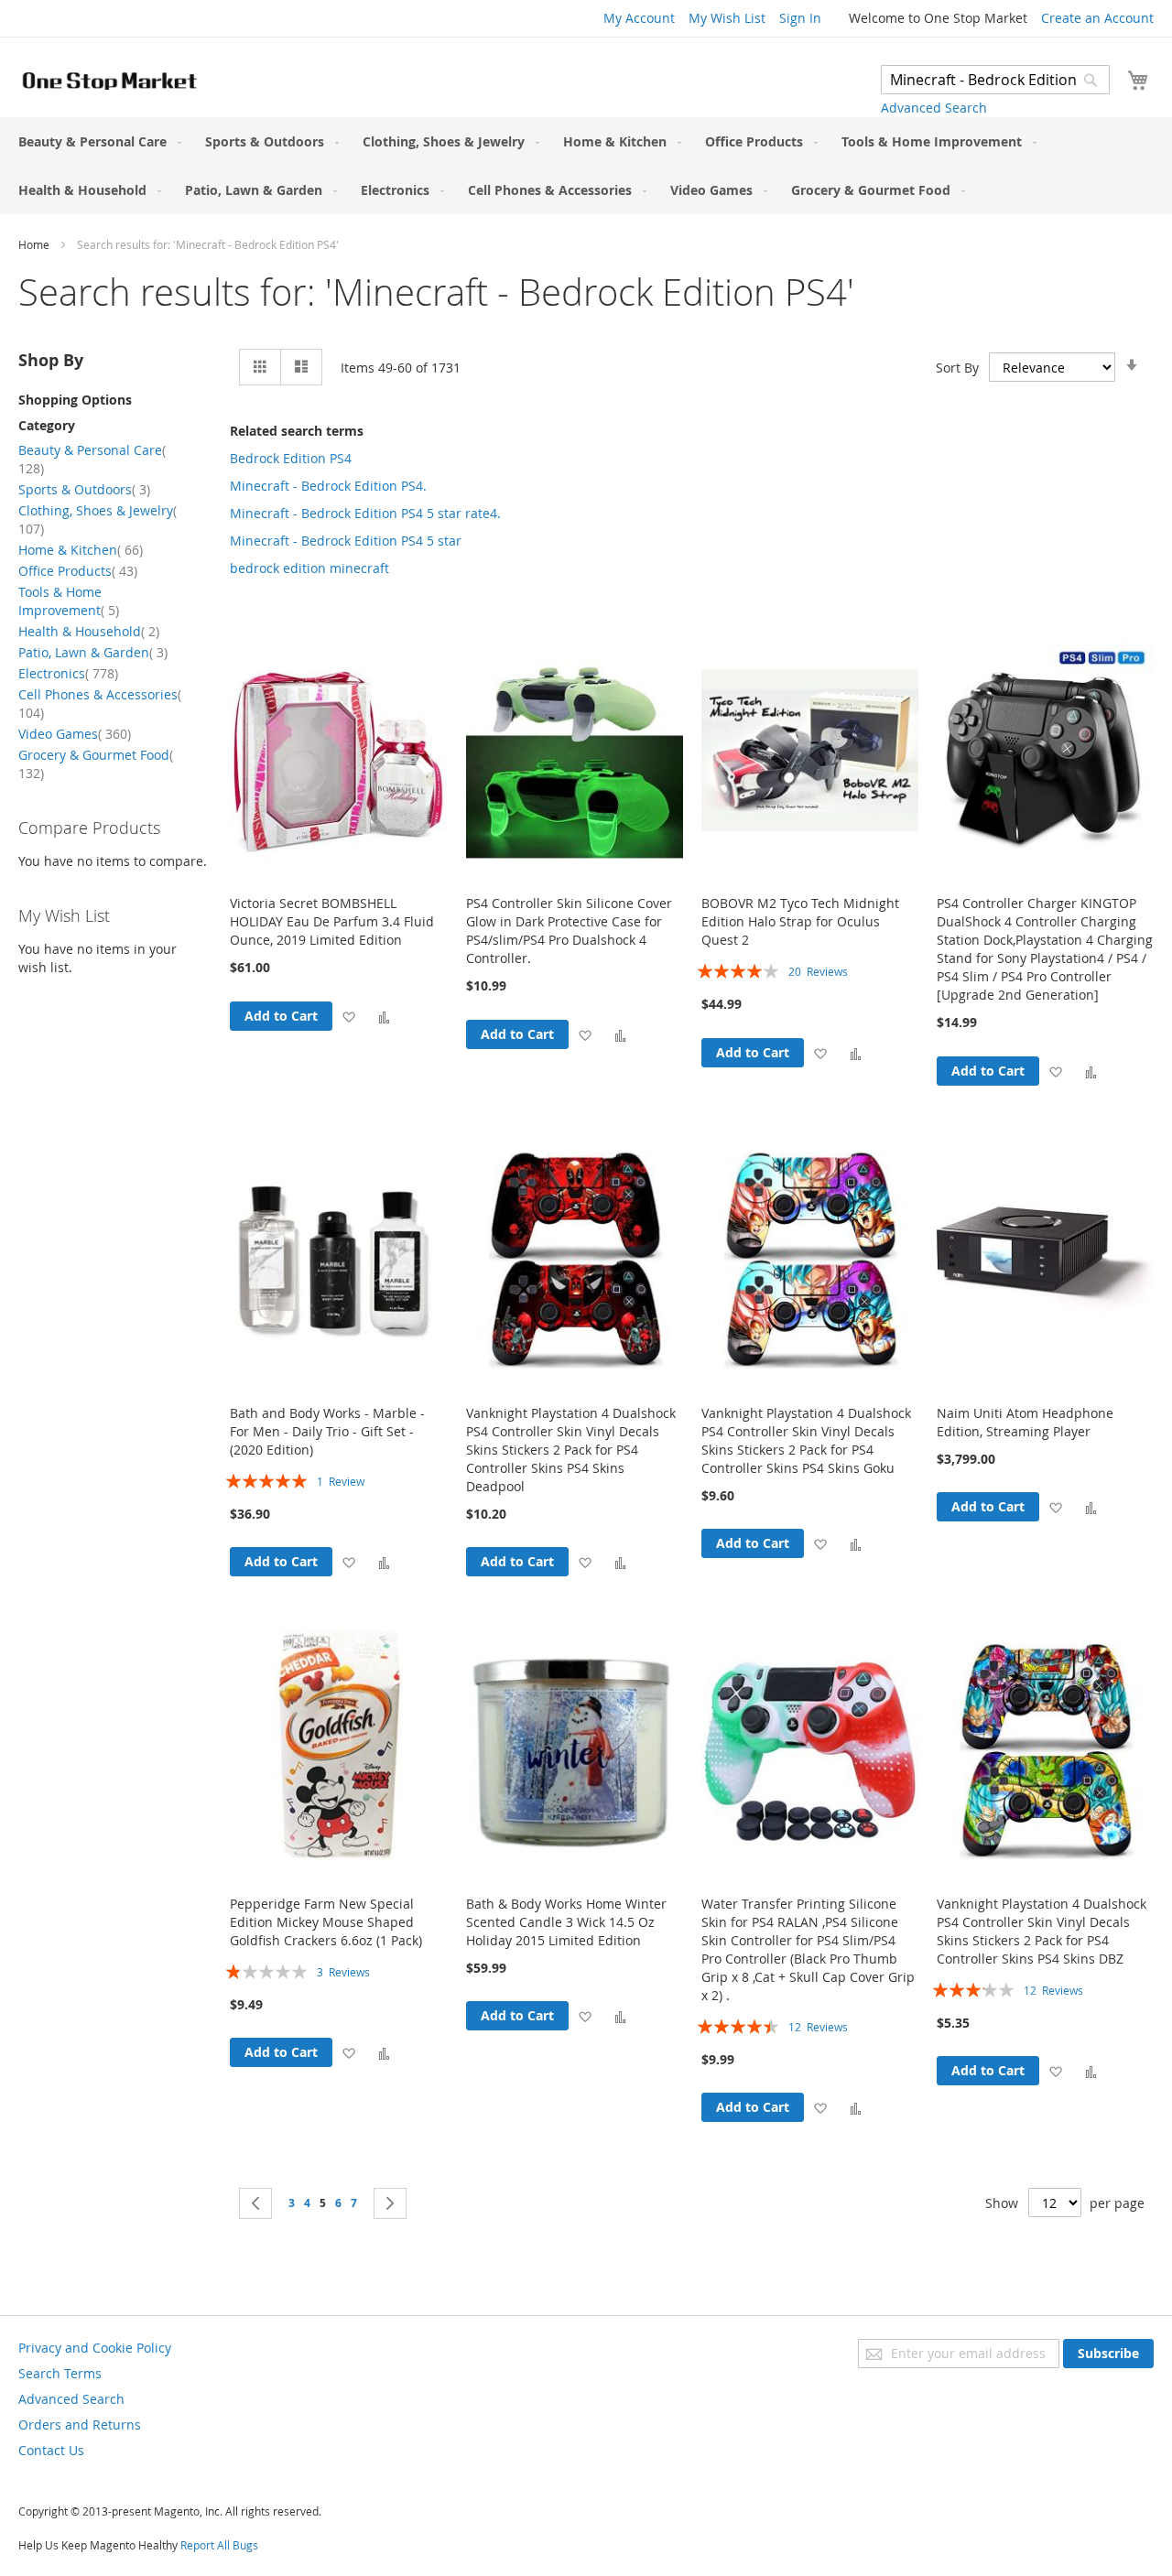 My Account My Wish List Sign In Welcome to One Stop Market Create an Account
One Stop Market
Minecraft - Bedrock Edition
Advanced Search
Beauty & Personal Care Sports & Outdoors Clothing, Shoes & Jewelry Home & Kitchen Office Products Tools & Home Improvement
Health & Household Patio, Lawn & Garden Electronics Cell Phones & Accessories Video Games Grocery & Gourmet Food
Home Search results for: 'Minecraft - Bedrock Edition PS4'
Search results for: 'Minecraft - Bedrock Edition PS4'
Shop By
Shopping Options
Category
Beauty & Personal Care( 
128)
Sports & Outdoors( 3)
Clothing, Shoes & Jewelry(
107)
Home & Kitchen( 66)
Office Products( 43)
Tools & Home
Improvement( 5)
Health & Household( 2)
Patio, Lawn & Garden( 3)
Electronics( 778)
Cell Phones & Accessories(
104)
Video Games( 360)
Grocery & Gourmet Food(
132)
Compare Products
You have no items to compare.
My Wish List
You have no items in your
wish list.
Items 49-60 of 1731
Sort By Relevance
Related search terms
Bedrock Edition PS4
Minecraft - Bedrock Edition PS4.
Minecraft - Bedrock Edition PS4 5 star rate4.
Minecraft - Bedrock Edition PS4 5 star
bedrock edition minecraft
BOMBSHELL
Holiday
Victoria Secret BOMBSHELL
HOLIDAY Eau De Parfum 3.4 Fluid
Ounce, 2019 Limited Edition
$61.00
Add to Cart
PS4 Controller Skin Silicone Cover
Glow in Dark Protective Case for
PS4/slim/PS4 Pro Dualshock 4
Controller.
$10.99
Add to Cart
Tyco Tech
Midnight Edition
BoboVR M2
Halo Strap
BOBOVR M2 Tyco Tech Midnight
Edition Halo Strap for Oculus
Quest 2
20 Reviews
$44.99
Add to Cart
PS4 Slim Pro
KINGTOP
PS4 Controller Charger KINGTOP
DualShock 4 Controller Charging
Station Dock,Playstation 4 Charging
Stand for Sony Playstation4 / PS4 /
PS4 Slim / PS4 Pro Controller
[Upgrade 2nd Generation]
$14.99
Add to Cart
MARBLE
MARBLE
MARBLE
Bath and Body Works - Marble -
For Men - Daily Trio - Gift Set -
(2020 Edition)
1 Review
$36.90
Add to Cart
Vanknight Playstation 4 Dualshock
PS4 Controller Skin Vinyl Decals
Skins Stickers 2 Pack for PS4
Controller Skins PS4 Skins
Deadpool
$10.20
Add to Cart
Vanknight Playstation 4 Dualshock
PS4 Controller Skin Vinyl Decals
Skins Stickers 2 Pack for PS4
Controller Skins PS4 Skins Goku
$9.60
Add to Cart
naim
Naim Uniti Atom Headphone
Edition, Streaming Player
$3,799.00
Add to Cart
CHEDDAR
Goldfish
MICKEY
MOUSE
Pepperidge Farm New Special
Edition Mickey Mouse Shaped
Goldfish Crackers 6.6oz (1 Pack)
3 Reviews
$9.49
Add to Cart
winter
Bath & Body Works Home Winter
Scented Candle 3 Wick 14.5 Oz
Holiday 2015 Limited Edition
$59.99
Add to Cart
Water Transfer Printing Silicone
Skin for PS4 RALAN ,PS4 Silicone
Skin Controller for PS4 Slim/PS4
Pro Controller (Black Pro Thumb
Grip x 8 ,Cat + Skull Cap Cover Grip
x 2) .
12 Reviews
$9.99
Add to Cart
Vanknight Playstation 4 Dualshock
PS4 Controller Skin Vinyl Decals
Skins Stickers 2 Pack for PS4
Controller Skins PS4 Skins DBZ
12 Reviews
$5.35
Add to Cart
3 4 5 6 7
Show 12 per page
Privacy and Cookie Policy
Search Terms
Advanced Search
Orders and Returns
Contact Us
Enter your email address Subscribe
Copyright © 2013-present Magento, Inc. All rights reserved.
Help Us Keep Magento Healthy Report All Bugs